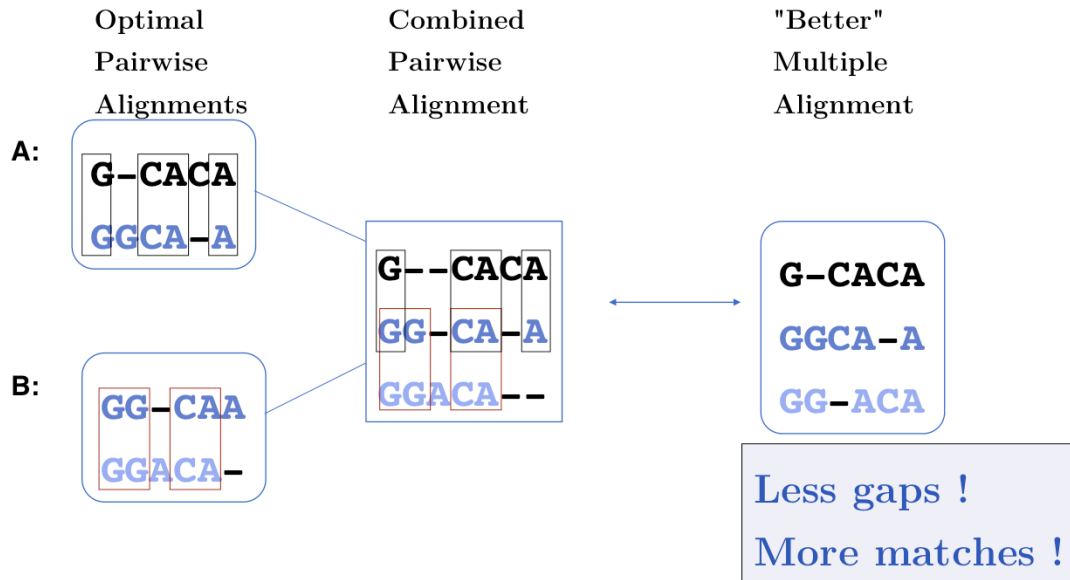 Optimal
Pairwise
Alignments
Combined
Pairwise
Alignment
"Better"
Multiple
Alignment
A:
G-CACA
GGCA-A
B:
GG-CAA
GGACA-
G--CACA
GG-CA-A
GGACA--
G-CACA
GGCA-A
GG-ACA
Less gaps !
More matches !